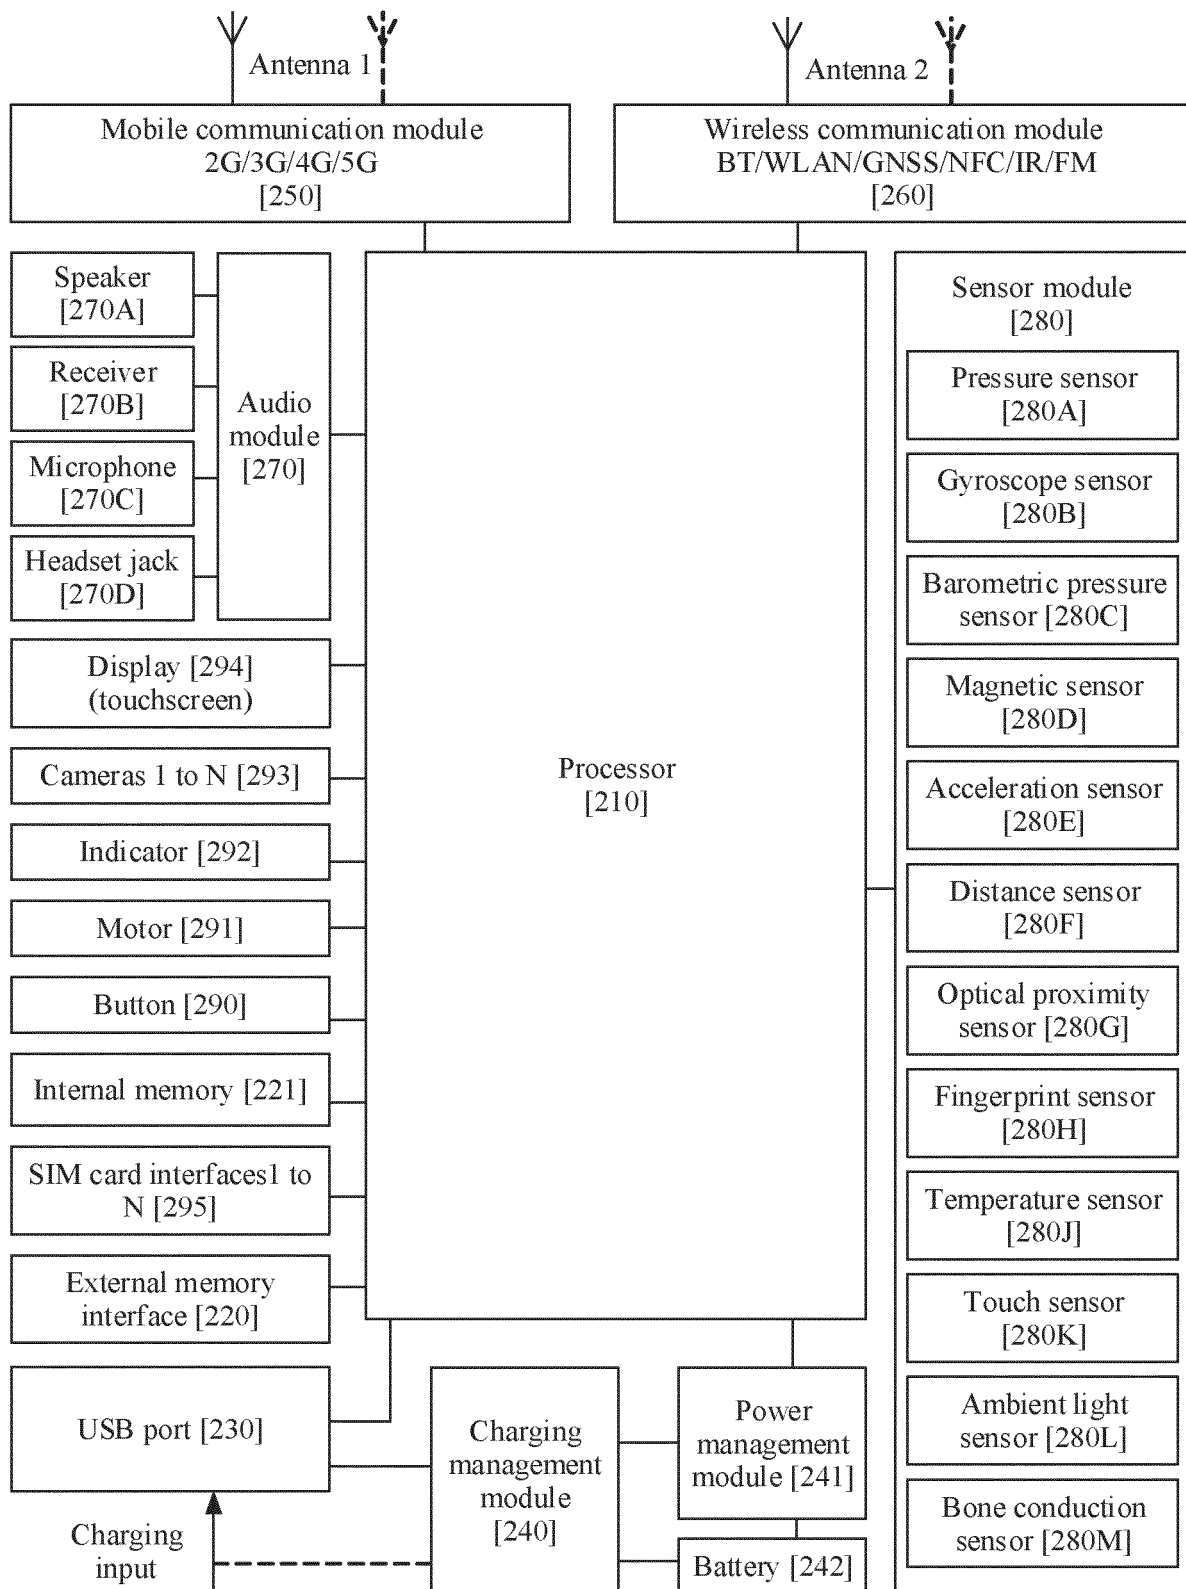 Antenna 1
Antenna 2
Mobile communication module
2G/3G/4G/5G
[250]
Wireless communication module
BT/WLAN/GNSS/NFC/IR/FM
[260]
Speaker
[270A]
Receiver
[270B]
Microphone
[270C]
Headset jack
[270D]
Audio
module
[270]
Display [294]
(touchscreen)
Cameras 1 to N [293]
Indicator [292]
Motor [291]
Button [290]
Internal memory [221]
SIM card interfaces1 to
N [295]
External memory
interface [220]
USB port [230]
Charging
input
Processor
[210]
Charging
management
module
[240]
Power
management
module [241]
Battery [242]
Sensor module
[280]
Pressure sensor
[280A]
Gyroscope sensor
[280B]
Barometric pressure
sensor [280C]
Magnetic sensor
[280D]
Acceleration sensor
[280E]
Distance sensor
[280F]
Optical proximity
sensor [280G]
Fingerprint sensor
[280H]
Temperature sensor
[280J]
Touch sensor
[280K]
Ambient light
sensor [280L]
Bone conduction
sensor [280M]